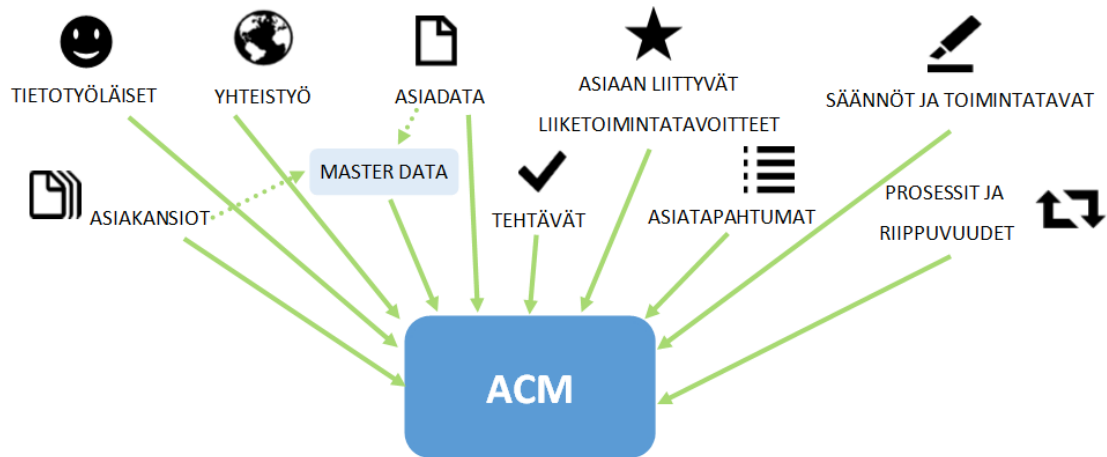 TIETOTYÖLÄISET
YHTEISTYÖ
ASIADATA
ASIAAN LIITTYVÄT
LIIKETOIMINTATAVOITTEET
SÄÄNNÖT JA TOIMINTATAVAT
MASTER DATA
ASIAKANSIOT
TEHTÄVÄT
ASIATAPAHTUMAT
PROSESSIT JA
RIIPPUVUUDET
ACM